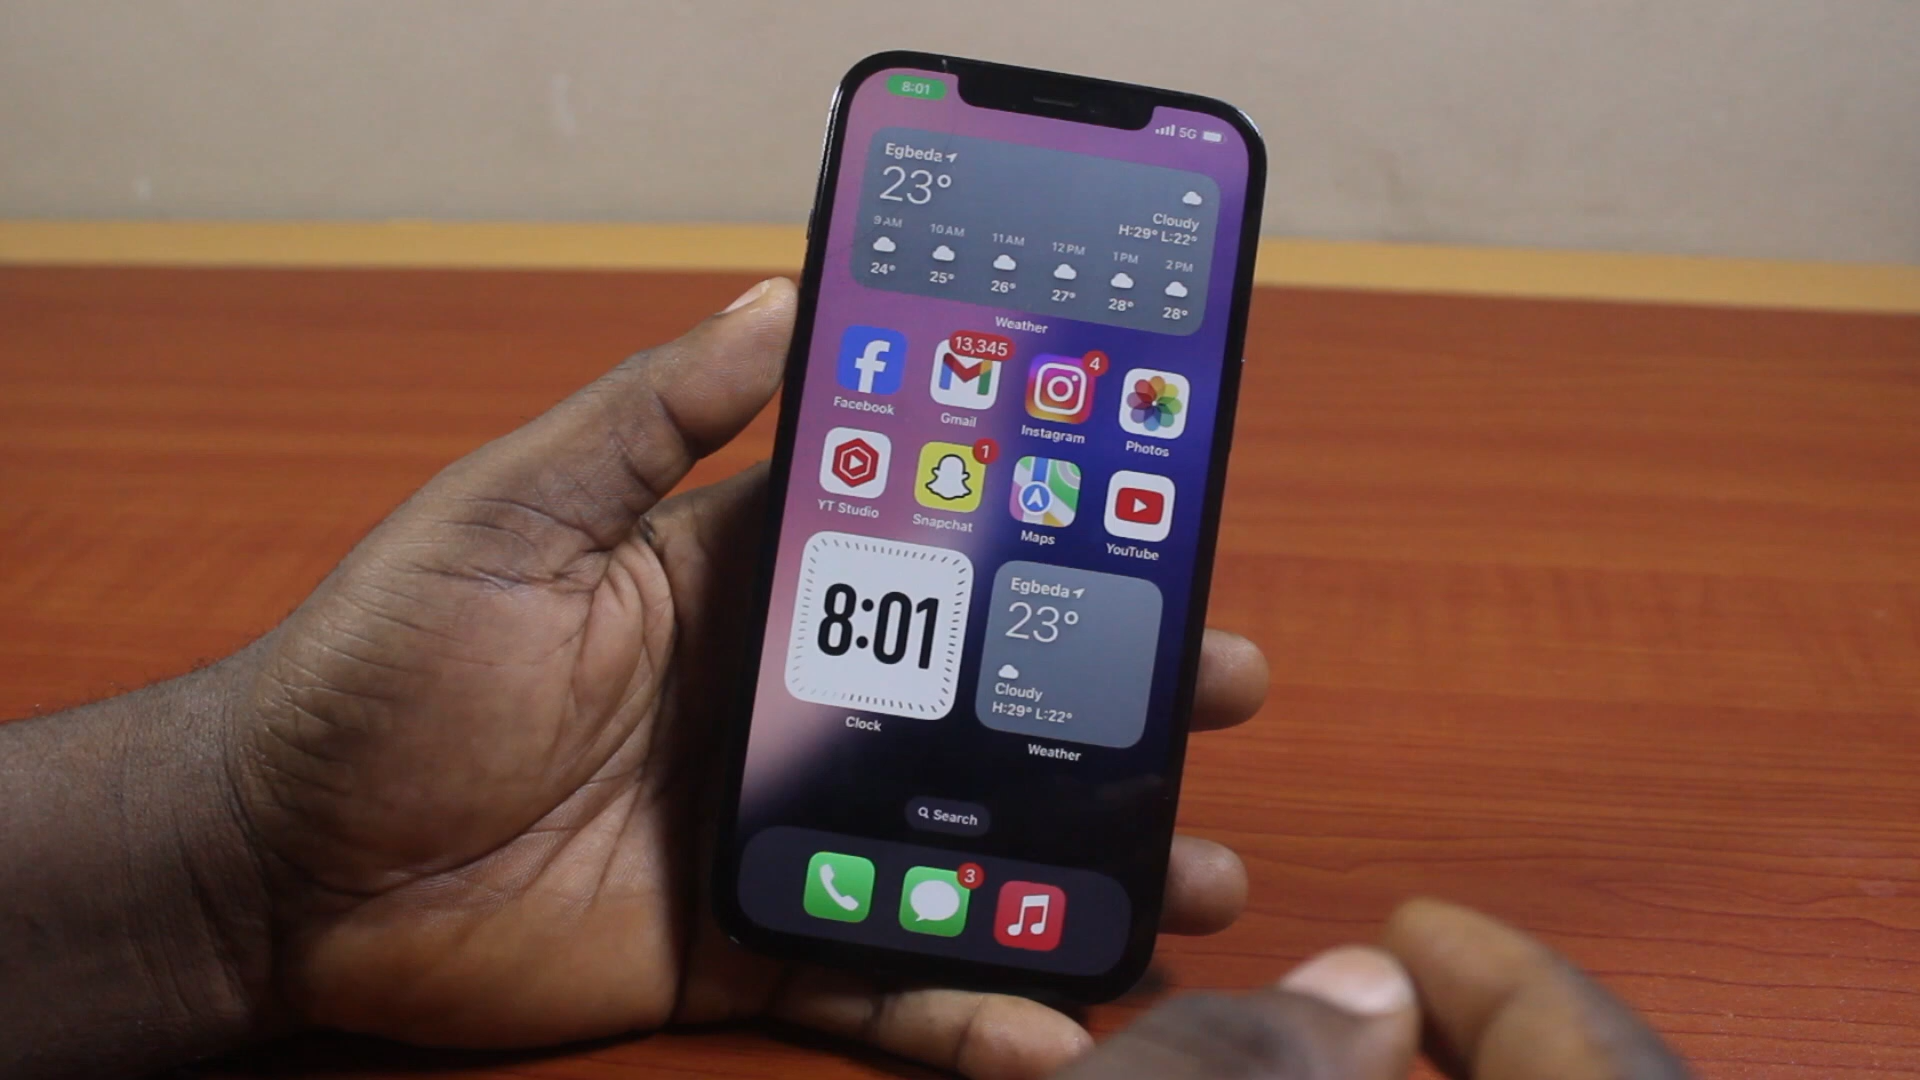 8:01
5G
Egbeda
23°
Cloudy
H:29° L:22°
9 AM 10 AM 11 AM 12 PM 1 PM 2 PM
24° 25° 26° 27° 28° 28°
Weather
13,345 4
Facebook Gmail Instagram Photos
1
YT Studio Snapchat Maps YouTube
8:01
Clock
Egbeda
23°
Cloudy
H:29° L:22°
Weather
Search
3